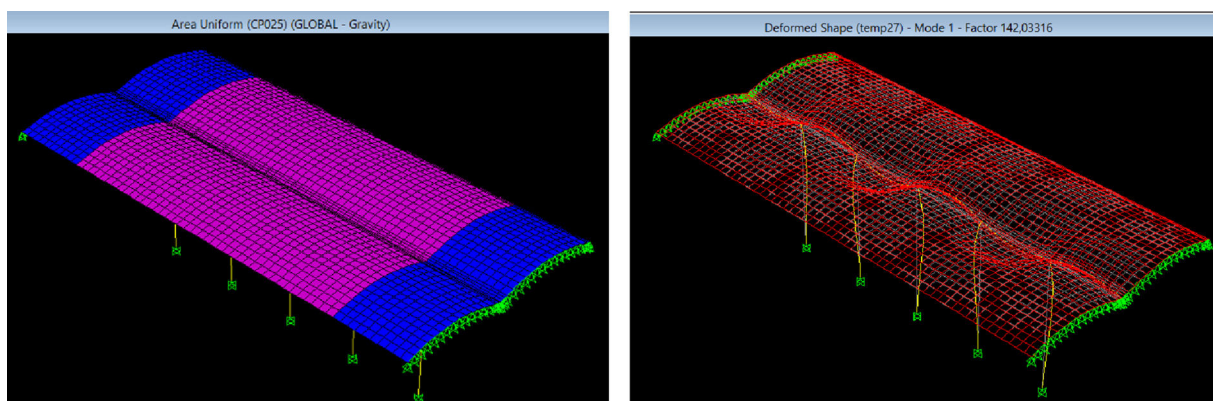 Area Uniform (CP025) (GLOBAL - Gravity)
Deformed Shape (temp27) - Mode 1 - Factor 142,03316